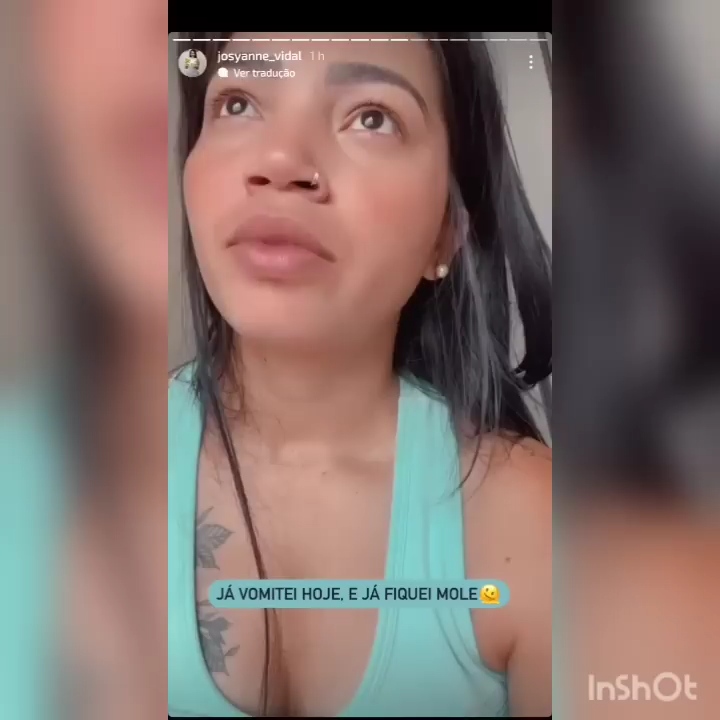 josyanne_vidal 1 h
Ver tradução
JÁ VOMITEI HOJE, E JÁ FIQUEI MOLE🫠
InShOt